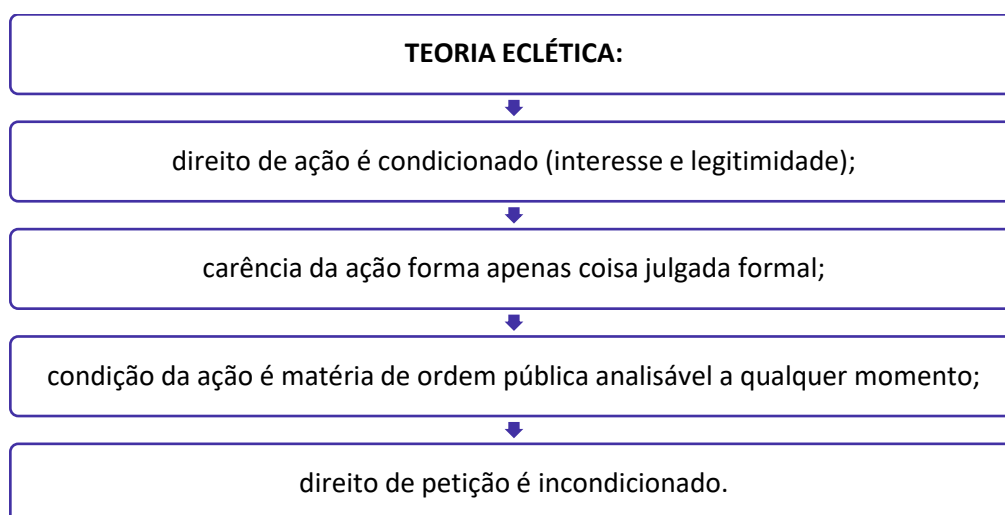 TEORIA ECLÉTICA:
direito de ação é condicionado (interesse e legitimidade);
carência da ação forma apenas coisa julgada formal;
condição da ação é matéria de ordem pública analisável a qualquer momento;
direito de petição é incondicionado.